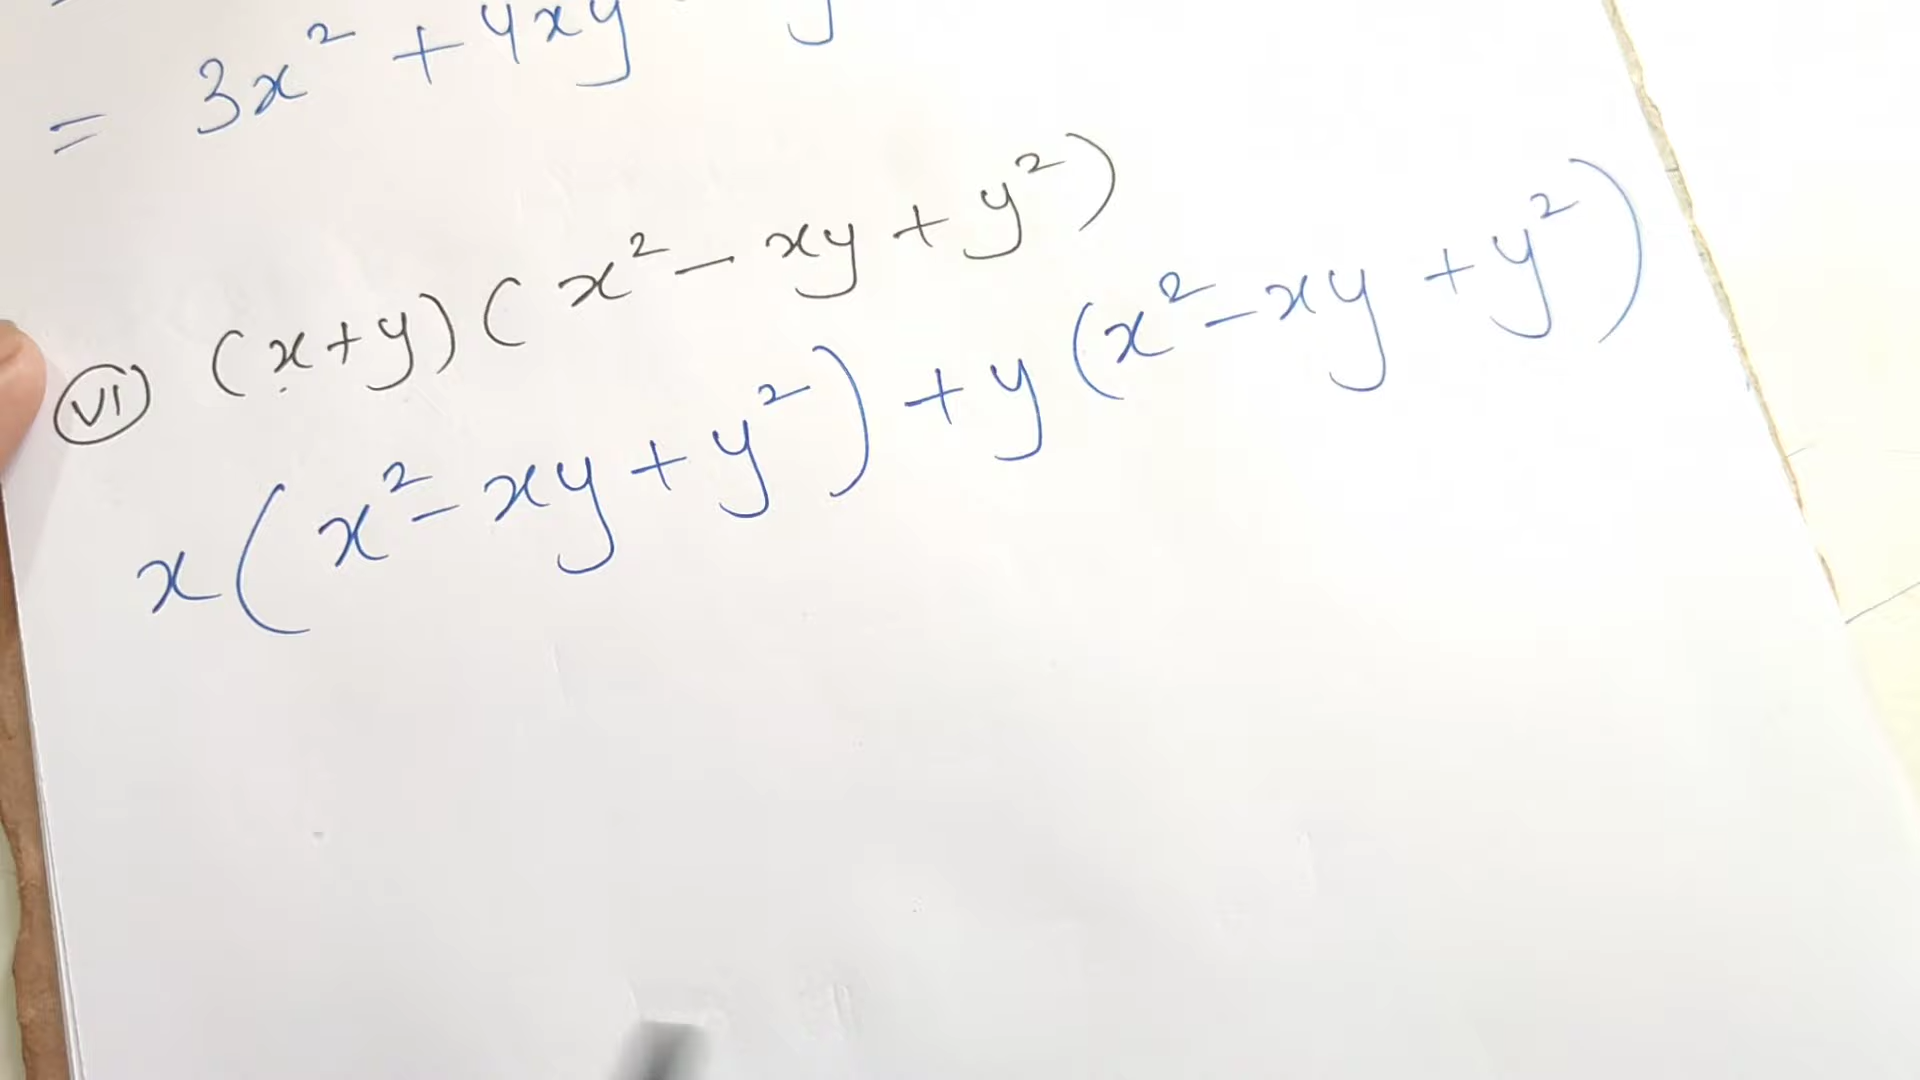 = 3x² + 4xy
(VI) (x+y) (x² - xy + y²)
x(x² - xy + y²) + y(x² - xy + y²)